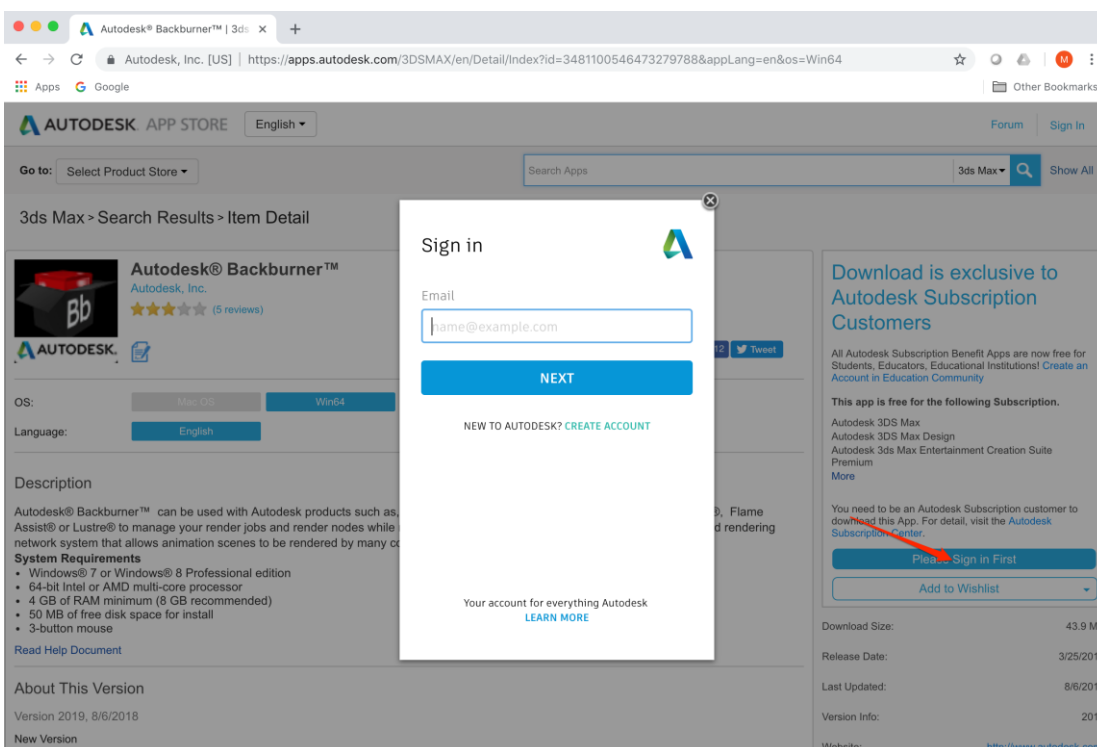 Autodesk® Backburner™ | 3ds
Autodesk, Inc. [US] | https://apps.autodesk.com/3DSMAX/en/Detail/Index?id=3481100546473279788&appLang=en&os=Win64
M
Apps Google
Other Bookmarks
AUTODESK. APP STORE English
Forum Sign In
Go to: Select Product Store
Search Apps 3ds Max Show All
3ds Max > Search Results > Item Detail
Autodesk® Backburner™
Autodesk, Inc.
(5 reviews)
Bb
AUTODESK.
12 Tweet
OS: Mac OS Win64
Language: English
Description
Autodesk® Backburner™ can be used with Autodesk products such as, ®, Flame
Assist® or Lustre® to manage your render jobs and render nodes while d rendering
network system that allows animation scenes to be rendered by many co
System Requirements
• Windows® 7 or Windows® 8 Professional edition
• 64-bit Intel or AMD multi-core processor
• 4 GB of RAM minimum (8 GB recommended)
• 50 MB of free disk space for install
• 3-button mouse
Read Help Document
About This Version
Version 2019, 8/6/2018
New Version
Sign in
Email
name@example.com
NEXT
NEW TO AUTODESK? CREATE ACCOUNT
Your account for everything Autodesk
LEARN MORE
Download is exclusive to
Autodesk Subscription
Customers
All Autodesk Subscription Benefit Apps are now free for
Students, Educators, Educational Institutions! Create an
Account in Education Community
This app is free for the following Subscription.
Autodesk 3DS Max
Autodesk 3DS Max Design
Autodesk 3ds Max Entertainment Creation Suite
Premium
More
You need to be an Autodesk Subscription customer to
download this App. For detail, visit the Autodesk
Subscription Center.
Please Sign in First
Add to Wishlist
Download Size: 43.9 M
Release Date: 3/25/201
Last Updated: 8/6/201
Version Info: 201
Website: http://www.autodesk.com